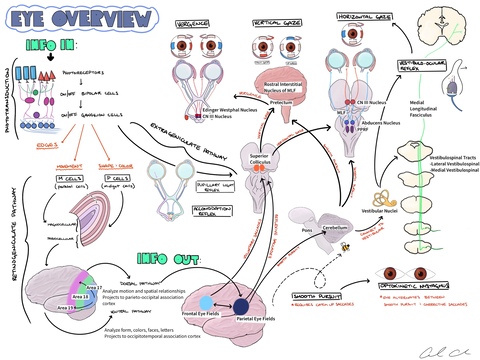 EYE OVERVIEW
INFO IN:
PHOTOTRANSDUCTION
PHOTORECEPTORS
ON/OFF BIPOLAR CELLS
ON/OFF GANGLION CELLS
EDGES
MOVEMENT
SHAPE + COLOR
M CELLS
(parasol cells)
P CELLS
(midget cells)
MAGNOCELLULAR
PARVOCELLULAR
RETINOGENICULATE PATHWAY
EXTRAGENICULATE PATHWAY
Area 17
Area 18
Area 19
DORSAL PATHWAY
Analyze motion and spatial relationships
Projects to parieto-occipital association
cortex
VENTRAL PATHWAY
Analyze form, colors, faces, letters
Projects to occipitotemporal association cortex
VERGENCE
Edinger Westphal Nucleus
CN III Nucleus
PUPILLARY LIGHT
REFLEX
ACCOMODATION
REFLEX
INFO OUT:
VERTICAL GAZE
Rostral Interstitial
Nucleus of MLF
Pretectum
Superior
Colliculus
Frontal Eye Fields
Parietal Eye Fields
HORIZONTAL GAZE
CN III Nucleus
MLF
Abducens Nucleus
PPRF
Pons
Cerebellum
SMOOTH PURSUIT
VESTIBULO-OCULAR
REFLEX
Medial
Longitudinal
Fasciculus
Vestibulospinal Tracts
-Lateral Vestibulospinal
-Medial Vestibulospinal
Vestibular Nuclei
OPTOKINETIC NYSTAGMUS
EYE ALTERNATES BETWEEN
SMOOTH PURSUIT + CORRECTIVE SACCADES